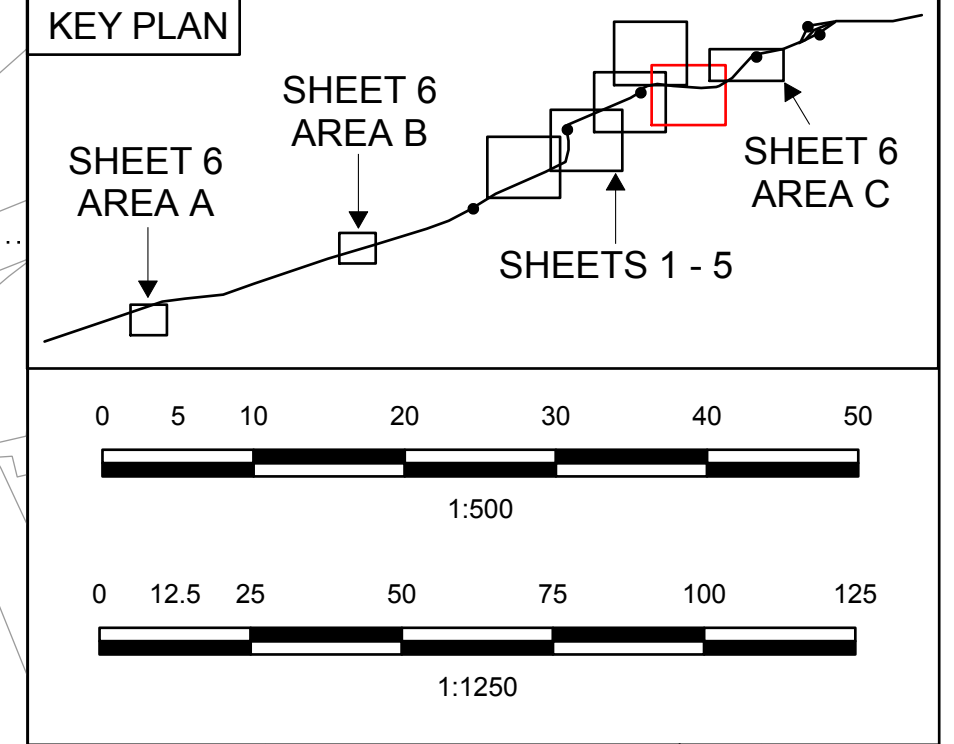 KEY PLAN
SHEET 6
AREA A
SHEET 6
AREA B
SHEET 6
AREA C
SHEETS 1 - 5
0 5 10 20 30 40 50
1:500
0 12.5 25 50 75 100 125
1:1250